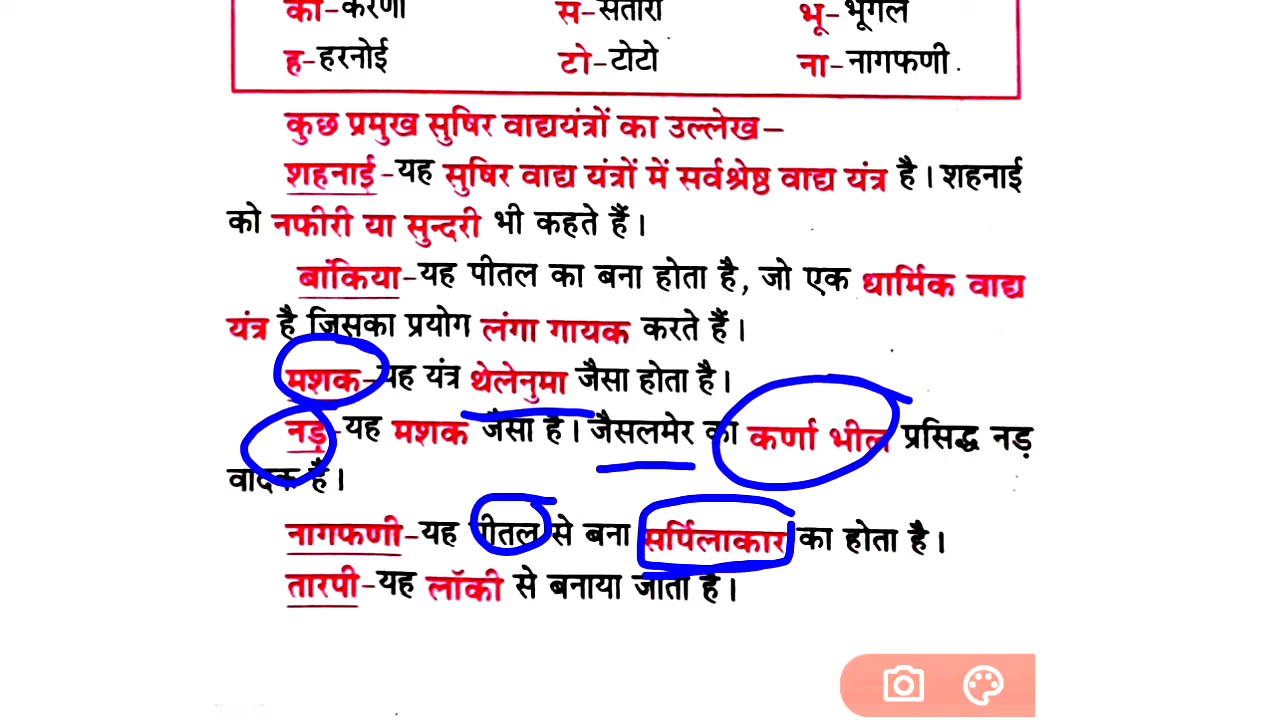 का-करणा स-सतारा भू-भूंगल
ह-हरनोई टो-टोटो ना-नागफणी
कुछ प्रमुख सुषिर वाद्ययंत्रों का उल्लेख–
शहनाई-यह सुषिर वाद्य यंत्रों में सर्वश्रेष्ठ वाद्य यंत्र है। शहनाई
को नफीरी या सुन्दरी भी कहते हैं।
बांकिया-यह पीतल का बना होता है, जो एक धार्मिक वाद्य
यंत्र है जिसका प्रयोग लंगा गायक करते हैं।
मशक-यह यंत्र थेलेनुमा जैसा होता है।
नड़-यह मशक जैसा है। जैसलमेर का कर्णा भील प्रसिद्ध नड़
वादक है।
नागफणी-यह पीतल से बना सर्पिलाकार का होता है।
तारपी-यह लॉकी से बनाया जाता है।